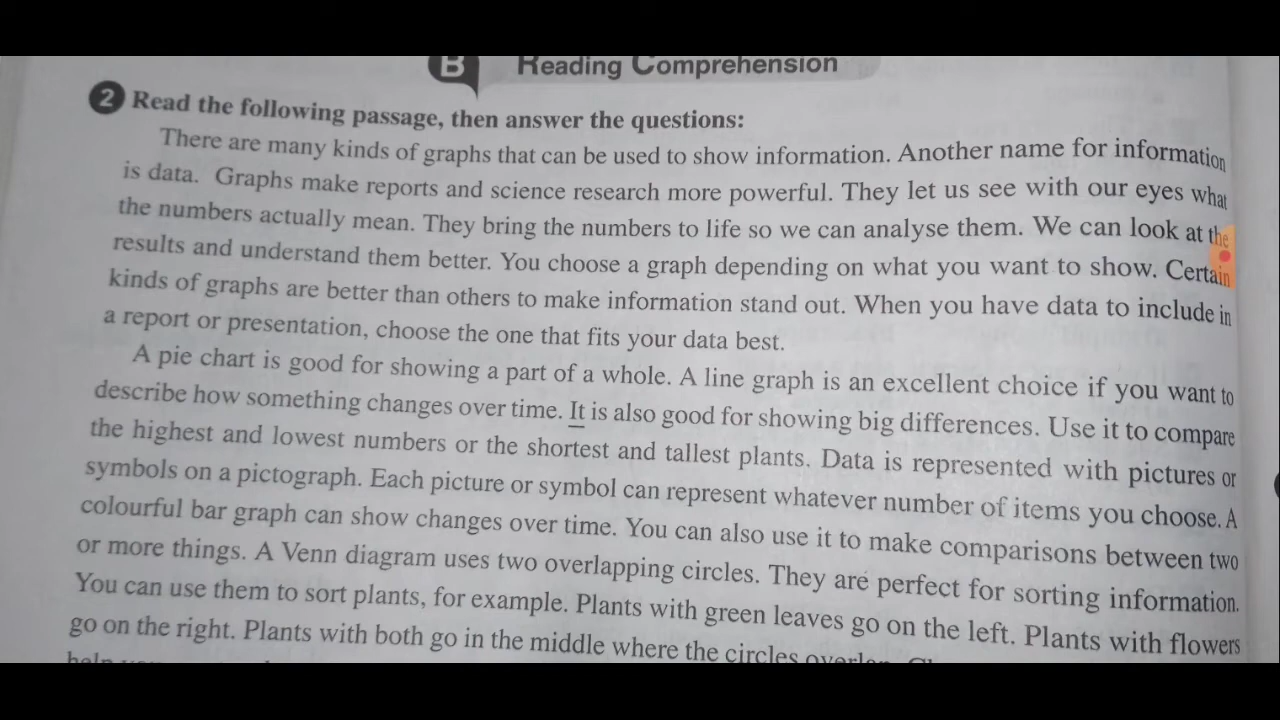 B Reading Comprehension
2 Read the following passage, then answer the questions:
There are many kinds of graphs that can be used to show information. Another name for information
is data. Graphs make reports and science research more powerful. They let us see with our eyes what
the numbers actually mean. They bring the numbers to life so we can analyse them. We can look at the
results and understand them better. You choose a graph depending on what you want to show. Certain
kinds of graphs are better than others to make information stand out. When you have data to include in
a report or presentation, choose the one that fits your data best.
A pie chart is good for showing a part of a whole. A line graph is an excellent choice if you want to
describe how something changes over time. It is also good for showing big differences. Use it to compare
the highest and lowest numbers or the shortest and tallest plants. Data is represented with pictures or
symbols on a pictograph. Each picture or symbol can represent whatever number of items you choose. A
colourful bar graph can show changes over time. You can also use it to make comparisons between two
or more things. A Venn diagram uses two overlapping circles. They are perfect for sorting information.
You can use them to sort plants, for example. Plants with green leaves go on the left. Plants with flowers
go on the right. Plants with both go in the middle where the circles